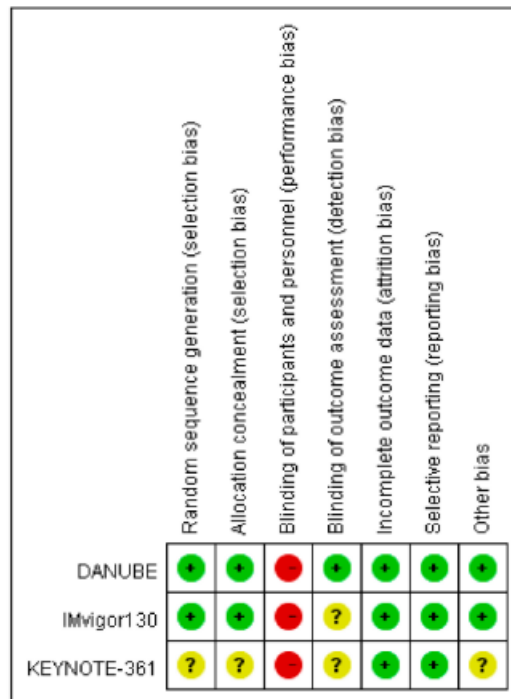 Random sequence generation (selection bias)
Allocation concealment (selection bias)
Blinding of participants and personnel (performance bias)
Blinding of outcome assessment (detection bias)
Incomplete outcome data (attrition bias)
Selective reporting (reporting bias)
Other bias
DANUBE + + - + + + +
IMvigor130 + + - ? + + +
KEYNOTE-361 ? ? - ? + + ?